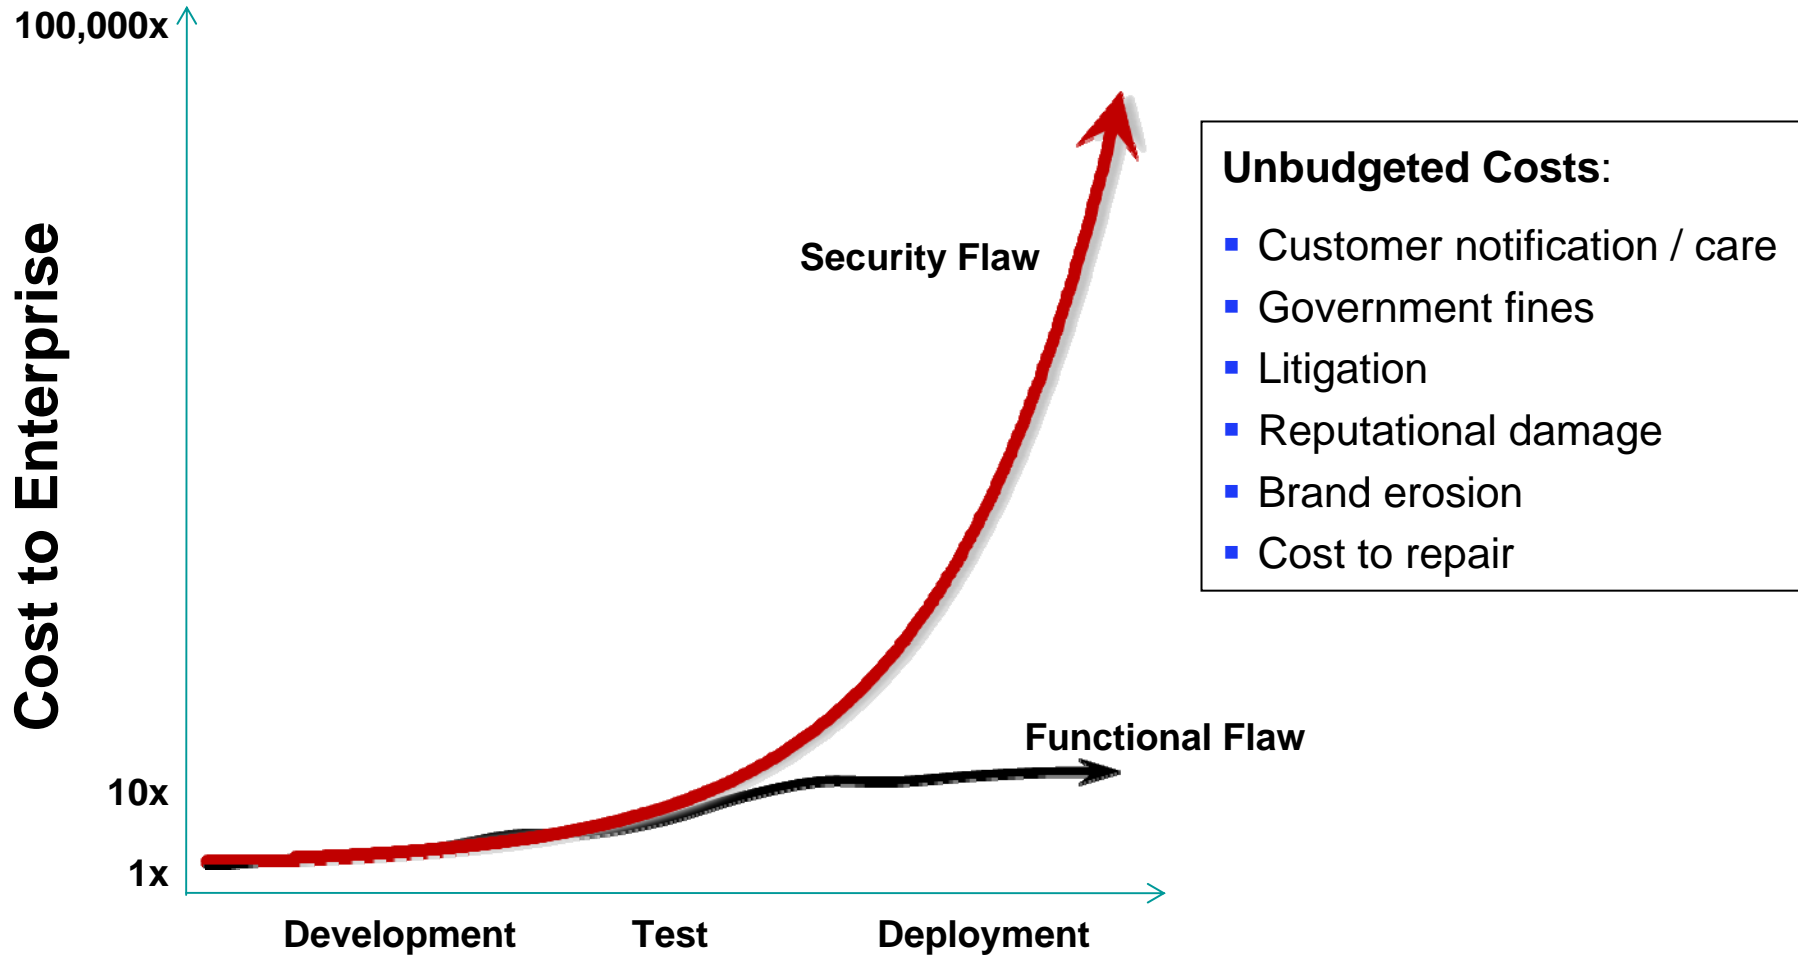 100,000x
Cost to Enterprise
10x
1x
Security Flaw
Functional Flaw
Development
Test
Deployment
Unbudgeted Costs:
▪ Customer notification / care
▪ Government fines
▪ Litigation
▪ Reputational damage
▪ Brand erosion
▪ Cost to repair